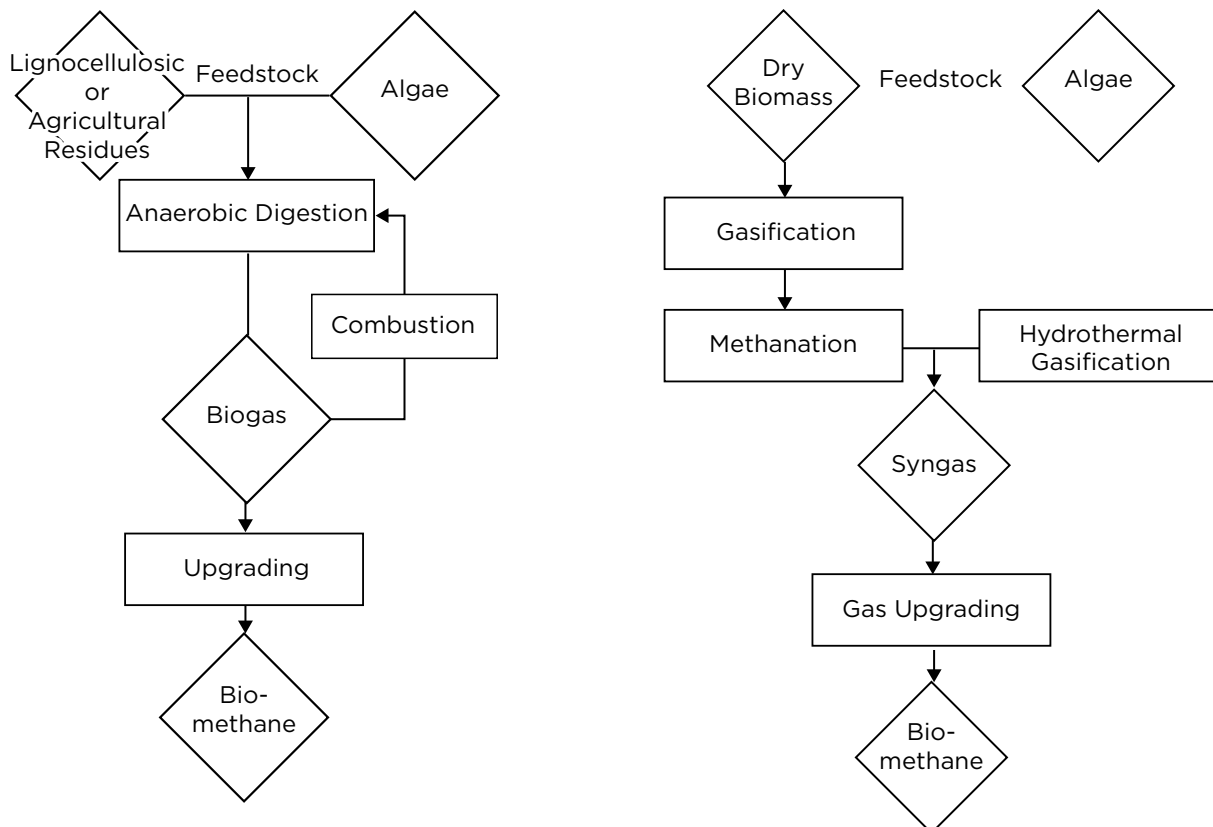 Lignocellulosic
or
Agricultural
Residues
Feedstock
Algae
Anaerobic Digestion
Combustion
Biogas
Upgrading
Bio-
methane
Dry
Biomass
Feedstock
Algae
Gasification
Methanation
Hydrothermal
Gasification
Syngas
Gas Upgrading
Bio-
methane